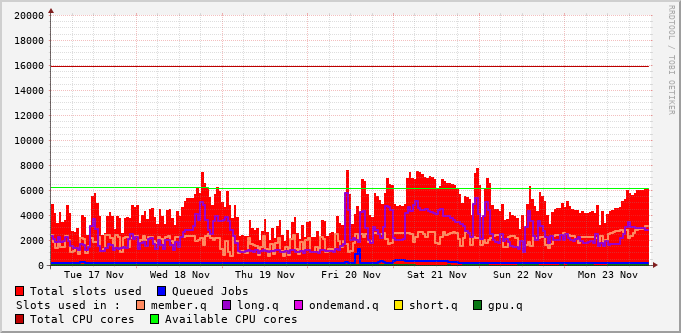 20000
18000
16000
14000
12000
10000
8000
6000
4000
2000
0
Tue 17 Nov Wed 18 Nov Thu 19 Nov Fri 20 Nov Sat 21 Nov Sun 22 Nov Mon 23 Nov
RRDTOOL / TOBI OETIKER
Total slots used Queued Jobs
Slots used in : member.q long.q ondemand.q short.q gpu.q
Total CPU cores Available CPU cores